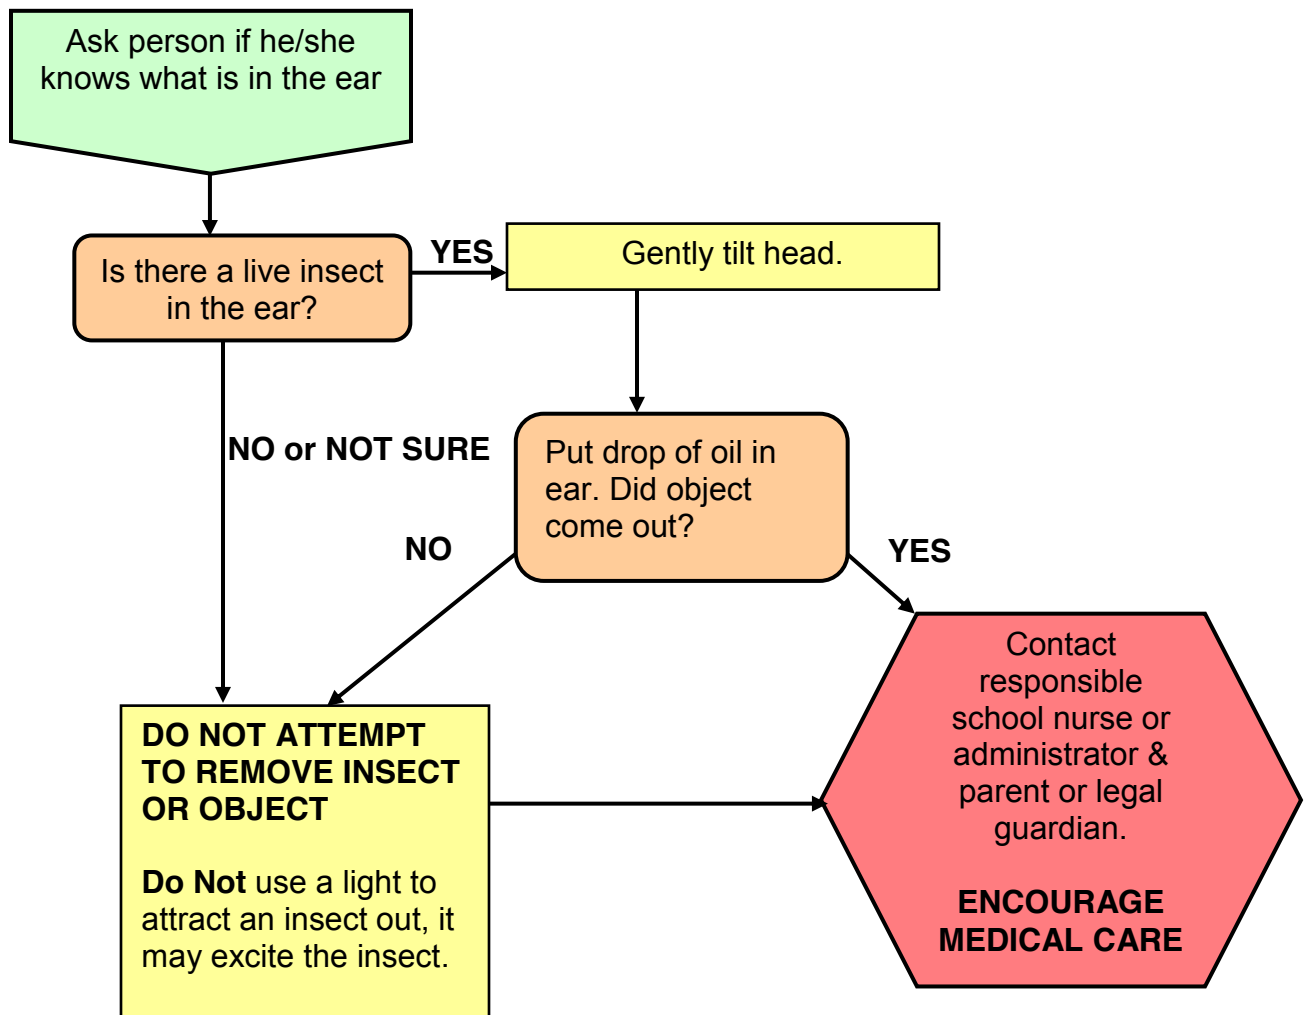 Ask person if he/she
knows what is in the ear
Is there a live insect
in the ear?
YES
Gently tilt head.
NO or NOT SURE
Put drop of oil in
ear. Did object
come out?
NO
YES
DO NOT ATTEMPT
TO REMOVE INSECT
OR OBJECT
Do Not use a light to
attract an insect out, it
may excite the insect.
Contact
responsible
school nurse or
administrator &
parent or legal
guardian.
ENCOURAGE
MEDICAL CARE